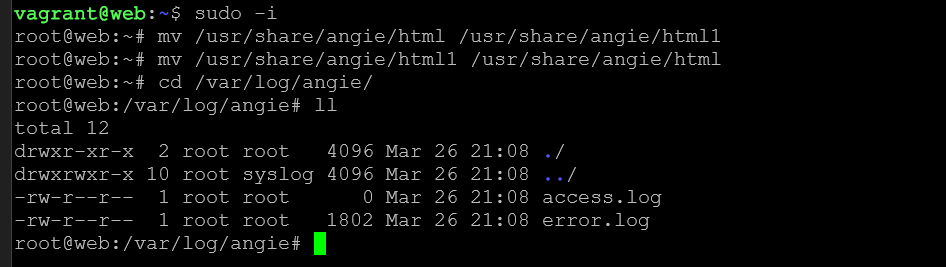 vagrant@web:~$ sudo -i
root@web:~# mv /usr/share/angie/html /usr/share/angie/html1
root@web:~# mv /usr/share/angie/html1 /usr/share/angie/html
root@web:~# cd /var/log/angie/
root@web:/var/log/angie# ll
total 12
drwxr-xr-x  2 root root   4096 Mar 26 21:08 ./
drwxrwxr-x 10 root syslog 4096 Mar 26 21:08 ../
-rw-r--r--  1 root root      0 Mar 26 21:08 access.log
-rw-r--r--  1 root root   1802 Mar 26 21:08 error.log
root@web:/var/log/angie#